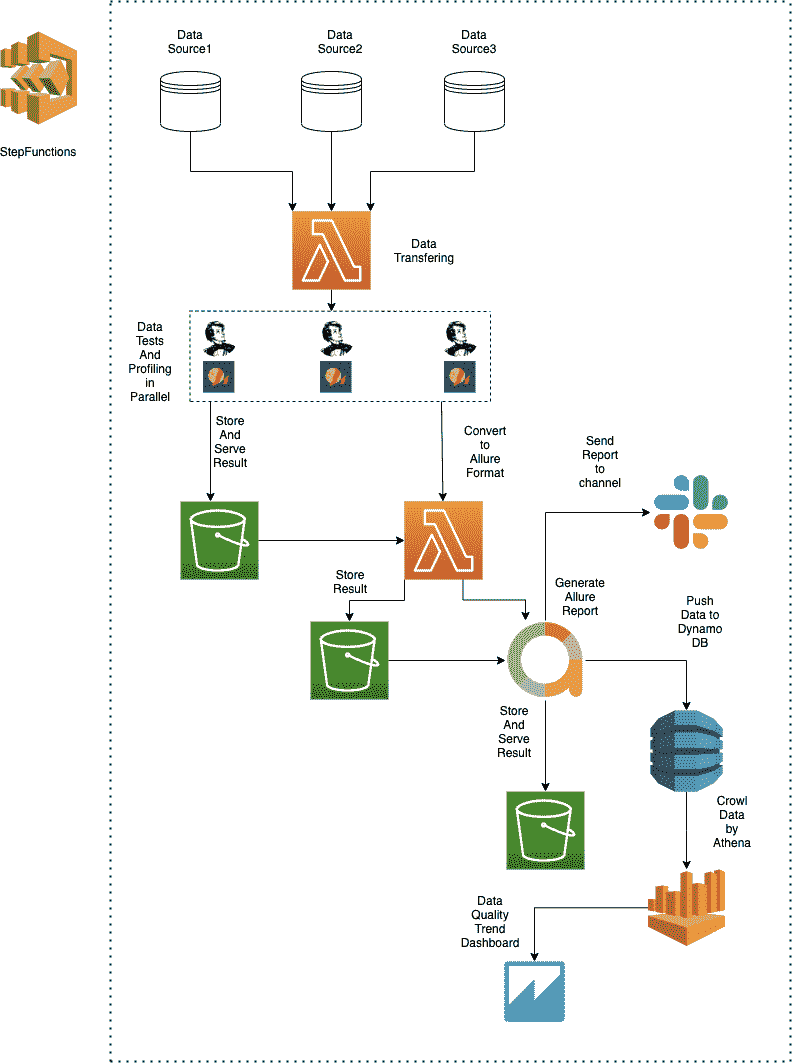 Data
Source1
Data
Source2
Data
Source3
StepFunctions
Data
Transfering
Data
Tests
And
Profiling
in
Parallel
Store
And
Serve
Result
Convert
to
Allure
Format
Send
Report
to
channel
Store
Result
Generate
Allure
Report
Push
Data to
Dynamo
DB
Store
And
Serve
Result
Crowl
Data
by
Athena
Data
Quality
Trend
Dashboard